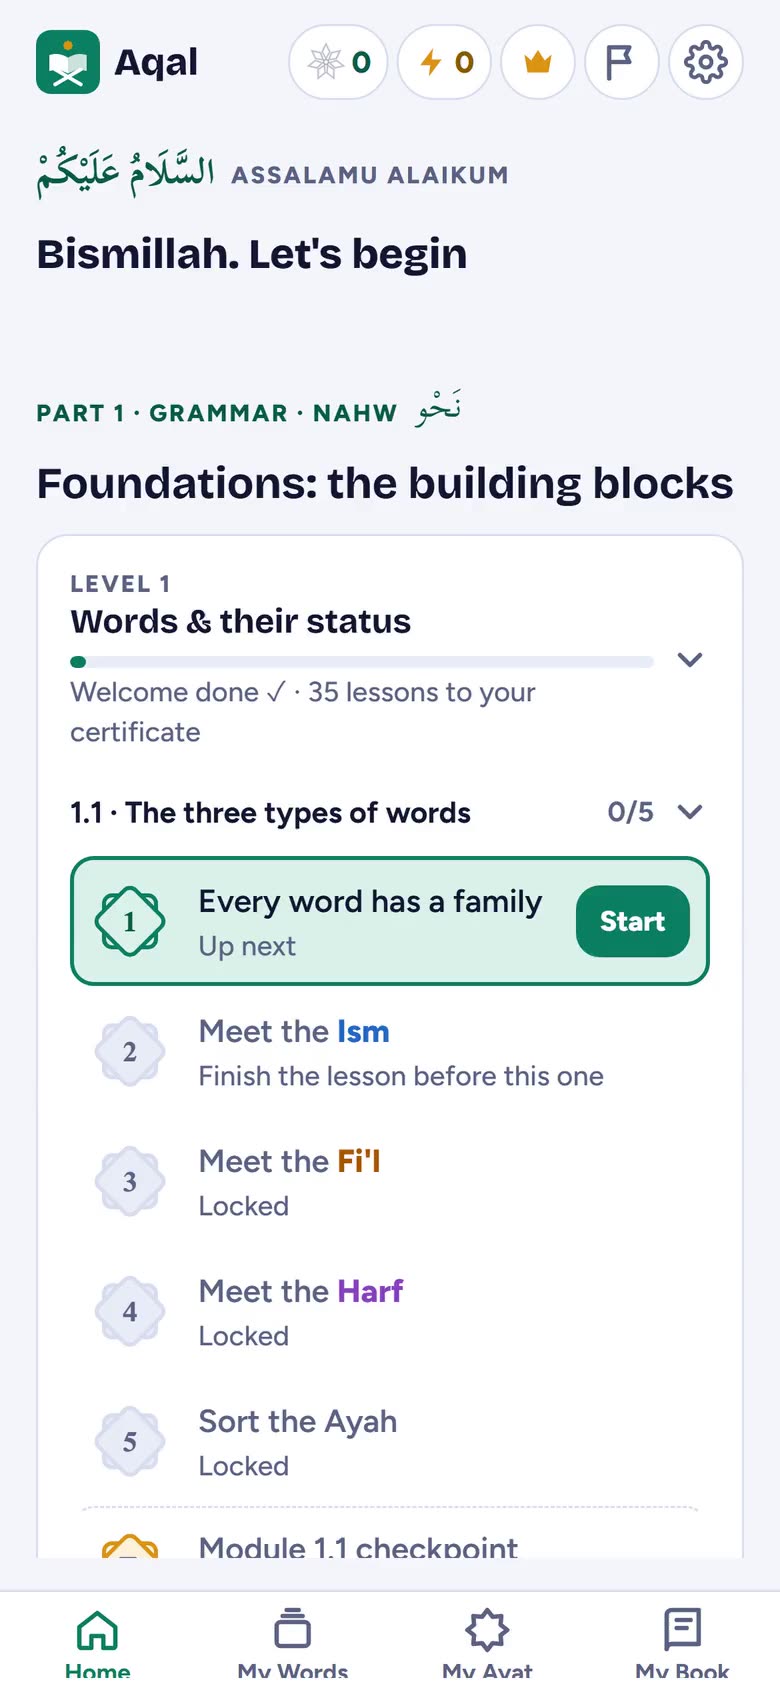 Aqal
0
0
السَّلَامُ عَلَيْكُمْ ASSALAMU ALAIKUM
Bismillah. Let's begin
PART 1 · GRAMMAR · NAHW نَحْو
Foundations: the building blocks
LEVEL 1
Words & their status
Welcome done ✓ · 35 lessons to your
certificate
1.1 · The three types of words 0/5
1
Every word has a family
Up next
Start
2
Meet the Ism
Finish the lesson before this one
3
Meet the Fi'l
Locked
4
Meet the Harf
Locked
5
Sort the Ayah
Locked
Module 1.1 checkpoint
Home My Words My Ayat My Book